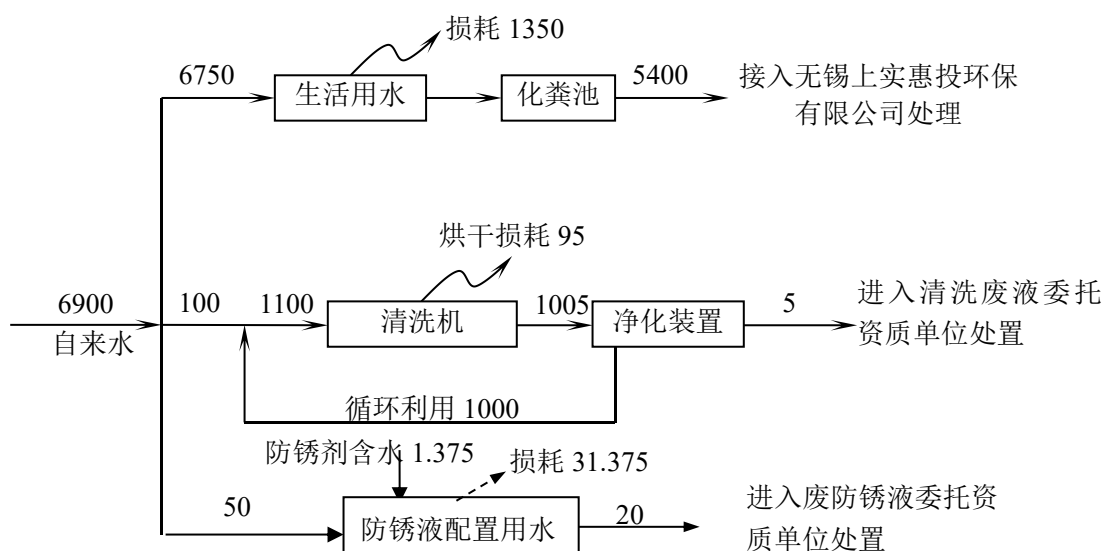 损耗 1350
6750
生活用水
化粪池
5400
接入无锡上实惠投环保
有限公司处理
烘干损耗 95
6900
自来水
100
1100
清洗机
1005
净化装置
5
进入清洗废液委托
资质单位处置
循环利用 1000
防锈剂含水 1.375
损耗 31.375
50
防锈液配置用水
20
进入废防锈液委托资
质单位处置